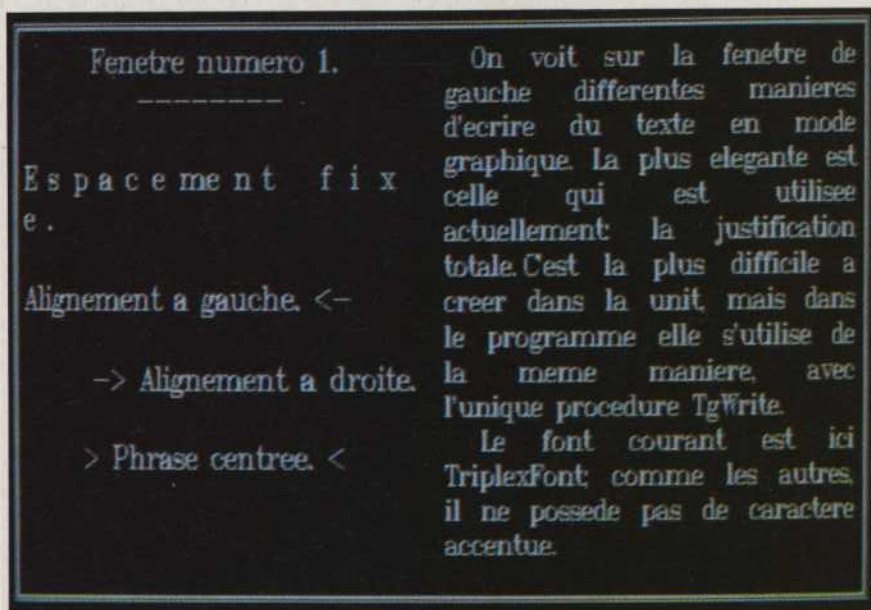 Fenetre numero 1.
--------
E s p a c e me n t f i x
e .
Alignement a gauche. <-
-> Alignement a droite.
> Phrase centree. <
On voit sur la fenetre de
gauche differentes manieres
d'ecrire du texte en mode
graphique. La plus elegante est
celle qui est utilisee
actuellement: la justification
totale. C'est la plus difficile a
creer dans la unit, mais dans
le programme elle s'utilise de
la meme maniere, avec
l'unique procedure TgWrite.
Le font courant est ici
TriplexFont; comme les autres,
il ne possede pas de caractere
accentue.